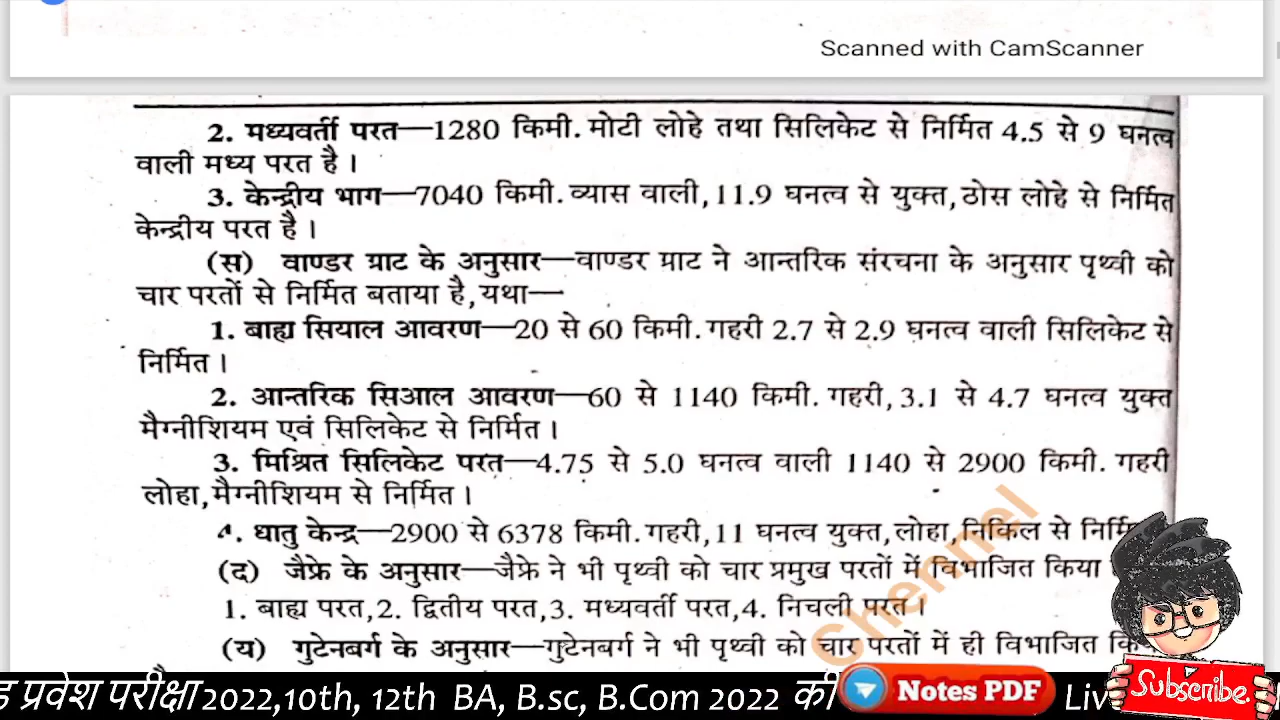 Scanned with CamScanner
2. मध्यवर्ती परत—1280 किमी. मोटी लोहे तथा सिलिकेट से निर्मित 4.5 से 9 घनत्व
वाली मध्य परत है।
3. केन्द्रीय भाग—7040 किमी. व्यास वाली, 11.9 घनत्व से युक्त, ठोस लोहे से निर्मित
केन्द्रीय परत है।
(स) वाण्डर ग्राट के अनुसार—वाण्डर ग्राट ने आन्तरिक संरचना के अनुसार पृथ्वी को
चार परतों से निर्मित बताया है, यथा—
1. बाह्य सियाल आवरण—20 से 60 किमी. गहरी 2.7 से 2.9 घनत्व वाली सिलिकेट से
निर्मित।
2. आन्तरिक सिआल आवरण—60 से 1140 किमी. गहरी, 3.1 से 4.7 घनत्व युक्त
मैग्नीशियम एवं सिलिकेट से निर्मित।
3. मिश्रित सिलिकेट परत—4.75 से 5.0 घनत्व वाली 1140 से 2900 किमी. गहरी
लोहा, मैग्नीशियम से निर्मित।
4. धातु केन्द्र—2900 से 6378 किमी. गहरी, 11 घनत्व युक्त, लोहा, निकिल से
(द) जैफ्रे के अनुसार—जैफ्रे ने भी पृथ्वी को चार प्रमुख परतों में विभाजित किया
1. बाह्य परत, 2. द्वितीय परत, 3. मध्यवर्ती परत, 4. निचली परत।
(य) गुटेनबर्ग के अनुसार—गुटेनबर्ग ने भी पृथ्वी को चार परतों में ही विभाजित
Chennel
प्रवेश परीक्षा 2022,10th, 12th BA, B.sc, B.Com 2022 की
Notes PDF
Liv
Subscribe